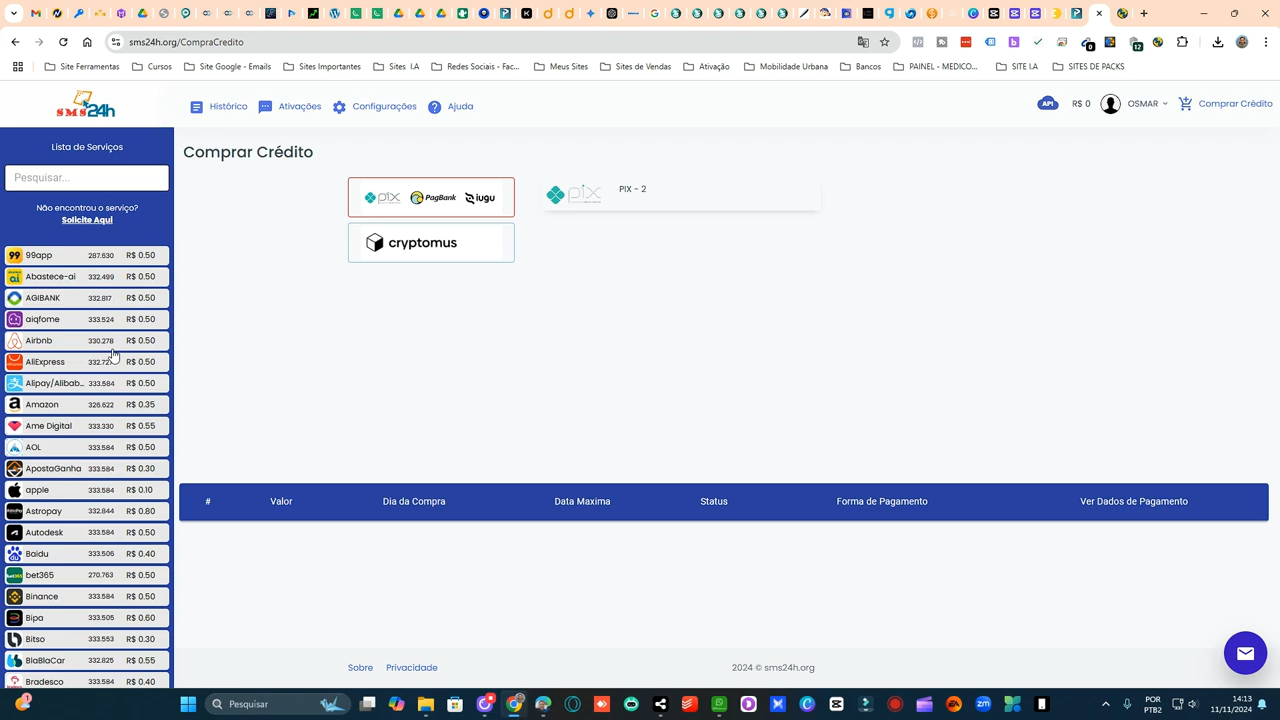 sms24h.org/CompraCredito
Site Ferramentas
Cursos
Site Google - Emails
Sites Importantes
Sites I.A
Redes Sociais - Fac...
Meus Sites
Sites de Vendas
Ativação
Mobilidade Urbana
Bancos
PAINEL - MEDICO...
SITE I.A
SITES DE PACKS
SMS24h
Histórico
Ativações
Configurações
Ajuda
API
R$ 0
OSMAR
Comprar Crédito
Lista de Serviços
Pesquisar...
Não encontrou o serviço?
Solicite Aqui
99app 287.630 R$ 0.50
Abastece-ai 332.499 R$ 0.50
AGIBANK 332.817 R$ 0.50
aiqfome 333.524 R$ 0.50
Airbnb 330.278 R$ 0.50
AliExpress 332.72 R$ 0.50
Alipay/Alibab... 333.584 R$ 0.50
Amazon 326.622 R$ 0.35
Ame Digital 333.330 R$ 0.55
AOL 333.584 R$ 0.50
ApostaGanha 333.584 R$ 0.30
apple 333.584 R$ 0.10
Astropay 332.844 R$ 0.80
Autodesk 333.584 R$ 0.50
Baidu 333.506 R$ 0.40
bet365 270.763 R$ 0.50
Binance 333.584 R$ 0.50
Bipa 333.505 R$ 0.60
Bitso 333.553 R$ 0.30
BlaBlaCar 332.825 R$ 0.55
Bradesco 333.584 R$ 0.40
Comprar Crédito
pix PagBank iugu
cryptomus
pix
PIX - 2
# Valor Dia da Compra Data Maxima Status Forma de Pagamento Ver Dados de Pagamento
Sobre Privacidade
2024 © sms24h.org
Pesquisar
POR
PTB2
14:13
11/11/2024